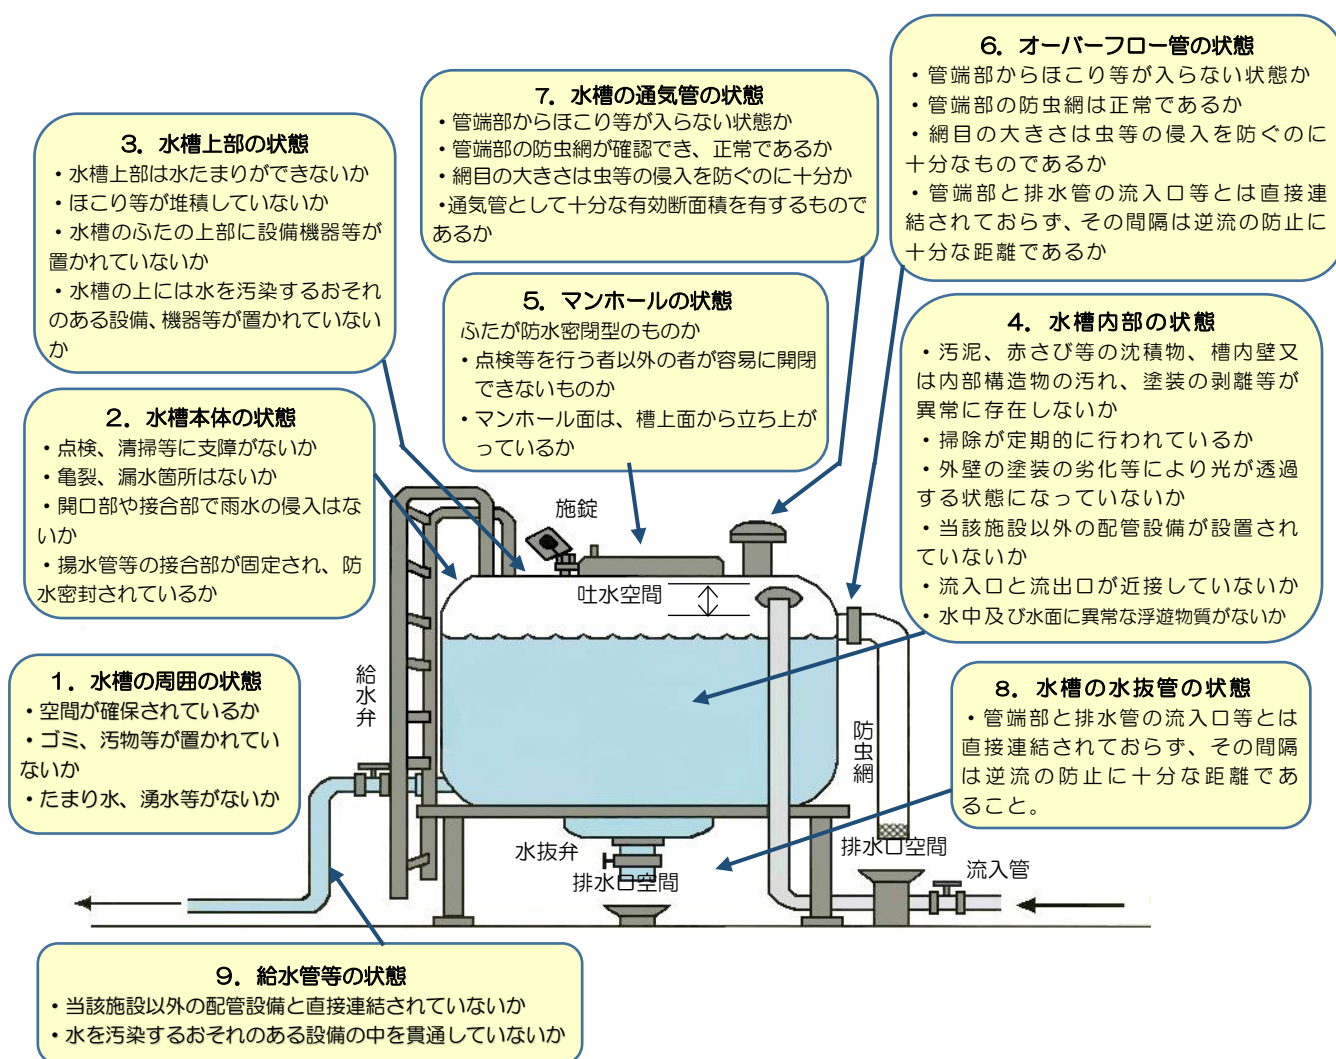 1．水槽の周囲の状態
・空間が確保されているか
・ゴミ、汚物等が置かれてい
ないか
・たまり水、湧水等がないか
2．水槽本体の状態
・点検、清掃等に支障がないか
・亀裂、漏水箇所はないか
・開口部や接合部で雨水の侵入はな
いか
・揚水管等の接合部が固定され、防
水密封されているか
3．水槽上部の状態
・水槽上部は水たまりができないか
・ほこり等が堆積していないか
・水槽のふたの上部に設備機器等が
置かれていないか
・水槽の上には水を汚染するおそれ
のある設備、機器等が置かれていない
か
4．水槽内部の状態
・汚泥、赤さび等の沈積物、槽内壁又
は内部構造物の汚れ、塗装の剥離等が
異常に存在しないか
・掃除が定期的に行われているか
・外壁の塗装の劣化等により光が透過
する状態になっていないか
・当該施設以外の配管設備が設置され
ていないか
・流入口と流出口が近接していないか
・水中及び水面に異常な浮遊物質がないか
5．マンホールの状態
ふたが防水密閉型のものか
・点検等を行う者以外の者が容易に開閉
できないものか
・マンホール面は、槽上面から立ち上が
っているか
6．オーバーフロー管の状態
・管端部からほこり等が入らない状態か
・管端部の防虫網は正常であるか
・網目の大きさは虫等の侵入を防ぐのに
十分なものであるか
・管端部と排水管の流入口等とは直接連
結されておらず、その間隔は逆流の防止に
十分な距離であるか
7．水槽の通気管の状態
・管端部からほこり等が入らない状態か
・管端部の防虫網が確認でき、正常であるか
・網目の大きさは虫等の侵入を防ぐのに十分か
・通気管として十分な有効断面積を有するもので
あるか
8．水槽の水抜管の状態
・管端部と排水管の流入口等とは
直接連結されておらず、その間隔
は逆流の防止に十分な距離であ
ること。
9．給水管等の状態
・当該施設以外の配管設備と直接連結されていないか
・水を汚染するおそれのある設備の中を貫通していないか
施錠
吐水空間
給水弁
防虫網
水抜弁
排水口空間
排水口空間
流入管